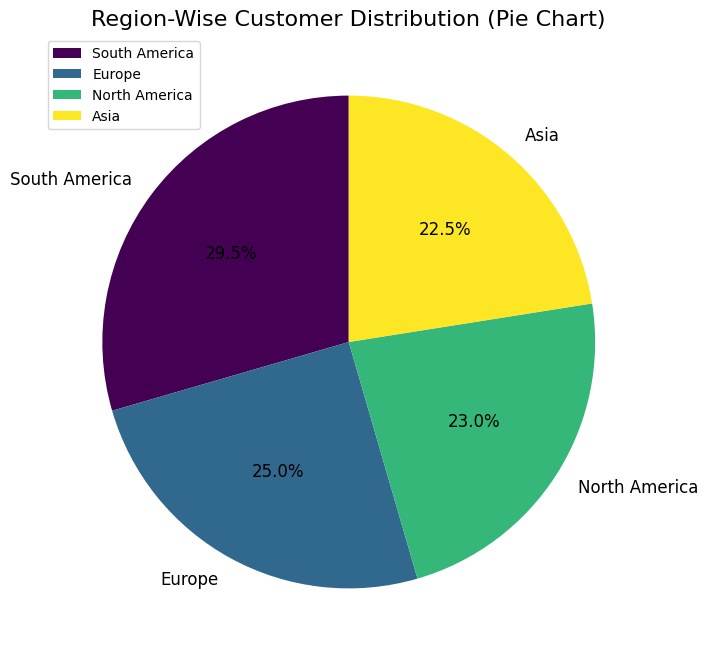 Region-Wise Customer Distribution (Pie Chart)
South America
Europe
North America
Asia
Asia
South America
22.5%
29.5%
23.0%
25.0%
North America
Europe